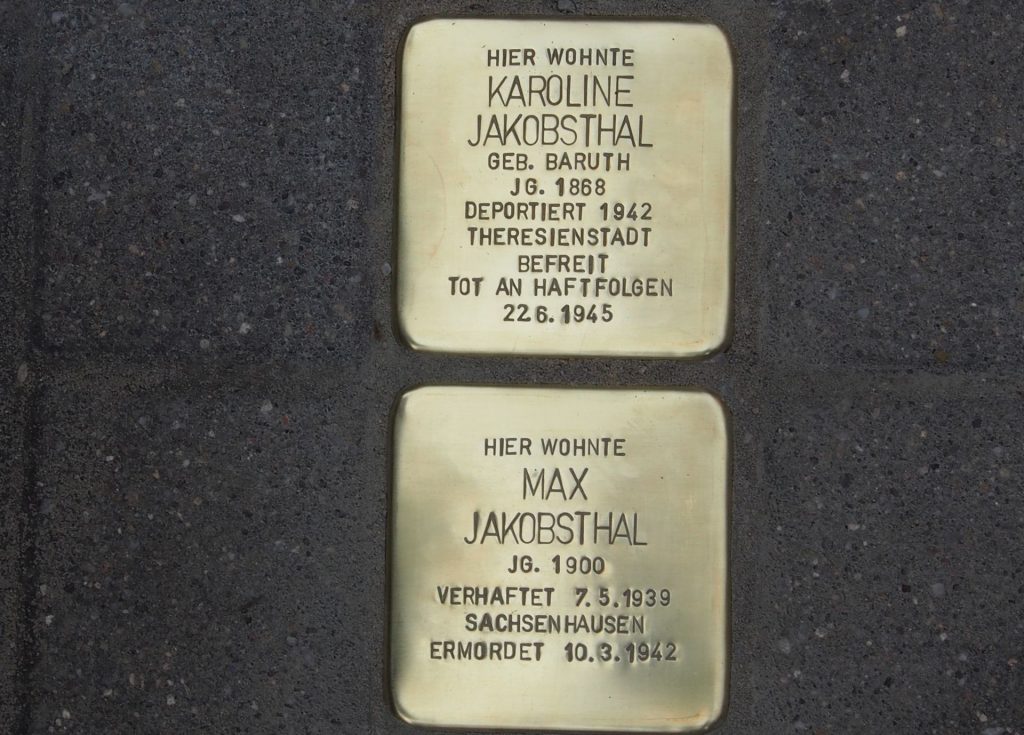 HIER WOHNTE
KAROLINE
JAKOBSTHAL
GEB. BARUTH
JG. 1868
DEPORTIERT 1942
THERESIENSTADT
BEFREIT
TOT AN HAFTFOLGEN
22.6.1945
HIER WOHNTE
MAX
JAKOBSTHAL
JG. 1900
VERHAFTET 7.5.1939
SACHSENHAUSEN
ERMORDET 10.3.1942